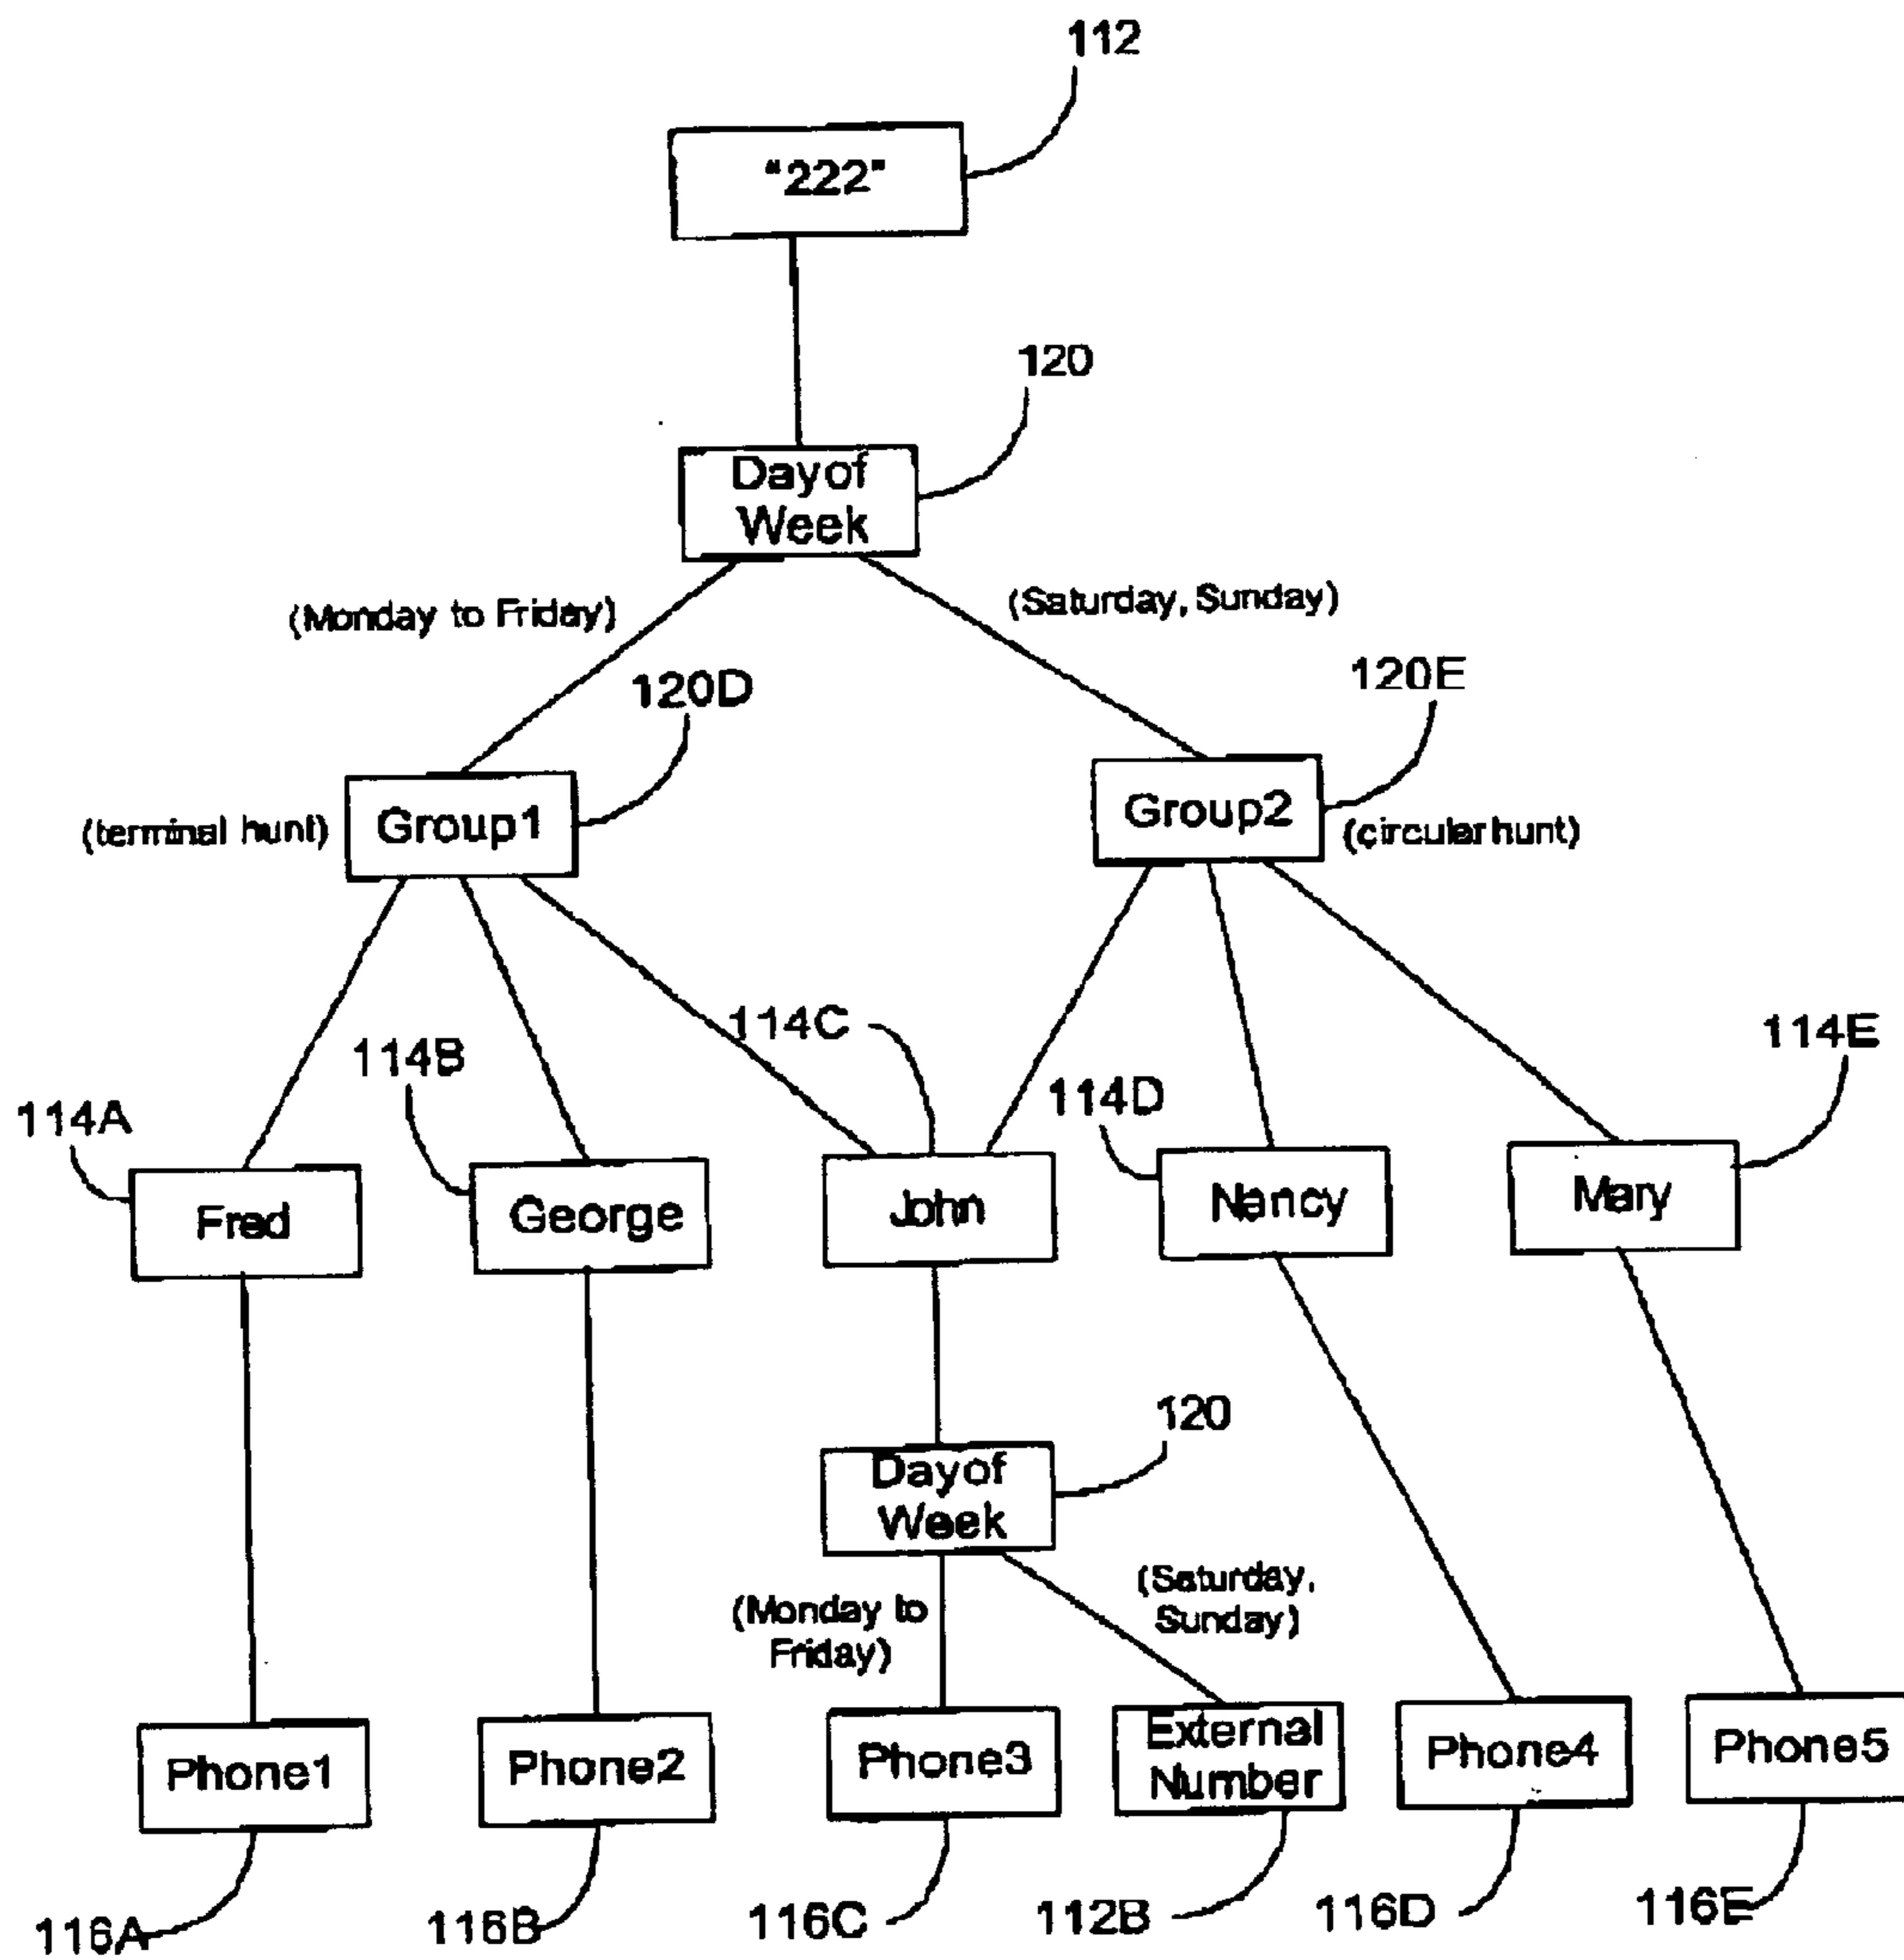 112
"222"
120
Day of
Week
(Monday to Friday)
(Saturday, Sunday)
120D
120E
(terminal hunt)
Group1
Group2
(circular hunt)
114C
114E
114B
114D
114A
Fred
George
John
Nancy
Mary
120
Day of
Week
(Monday to
Friday)
(Saturday,
Sunday)
Phone1
Phone2
Phone3
External
Number
Phone4
Phone5
116A
116B
116C
112B
116D
116E